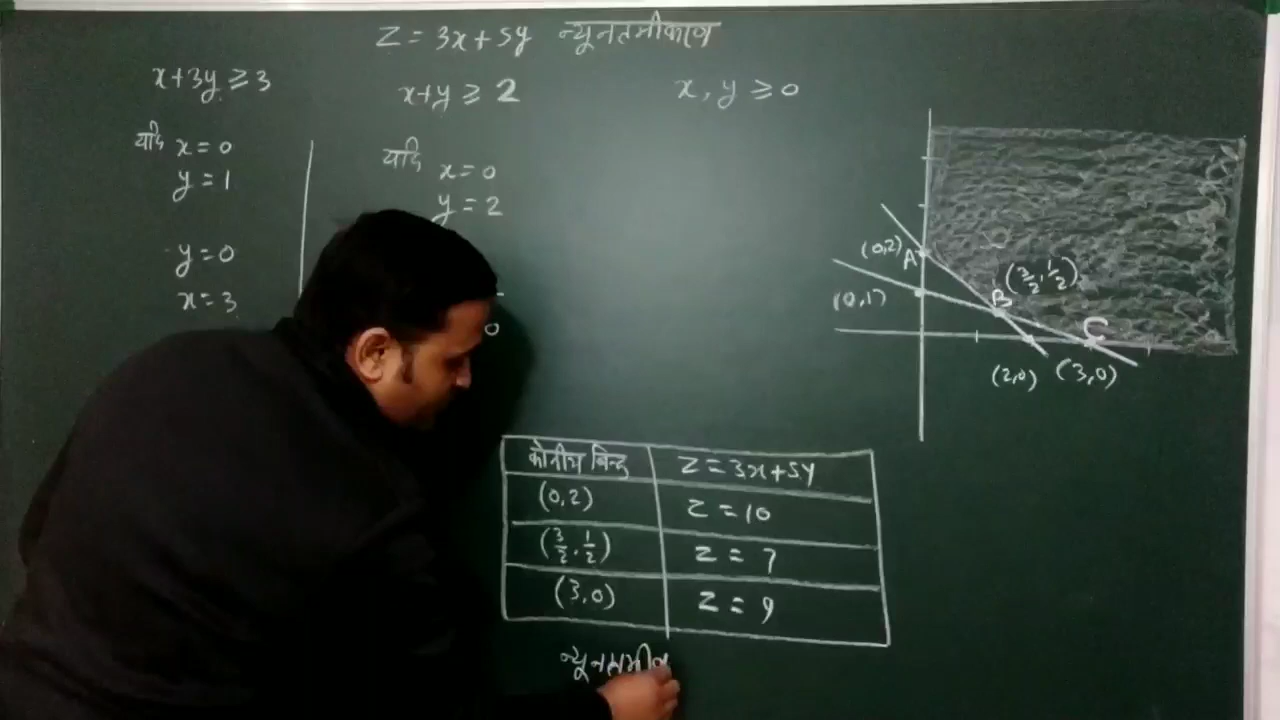 Z = 3x+5y न्यूनतमीकरण
x+3y ≥ 3
x+y ≥ 2
x, y ≥ 0
यदि x = 0
y = 1
y = 0
x = 3
यदि x = 0
y = 2
0
(0,2) A
(0,1)
B (3/2, 1/2)
C
(2,0) (3,0)
कोनीय बिन्दु Z = 3x+5y
(0,2) Z = 10
(3/2, 1/2) Z = 7
(3,0) Z = 9